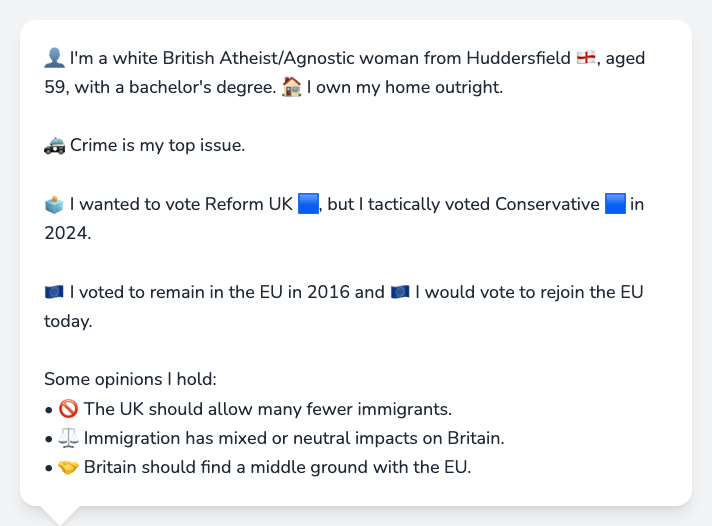 👤 I'm a white British Atheist/Agnostic woman from Huddersfield 🏴󠁧󠁢󠁥󠁮󠁧󠁿, aged
59, with a bachelor's degree. 🏠 I own my home outright.
🚓 Crime is my top issue.
🗳️ I wanted to vote Reform UK 🟦, but I tactically voted Conservative 🟦 in
2024.
🇪🇺 I voted to remain in the EU in 2016 and 🇪🇺 I would vote to rejoin the EU
today.
Some opinions I hold:
• 🚫 The UK should allow many fewer immigrants.
• ⚖️ Immigration has mixed or neutral impacts on Britain.
• 🤝 Britain should find a middle ground with the EU.